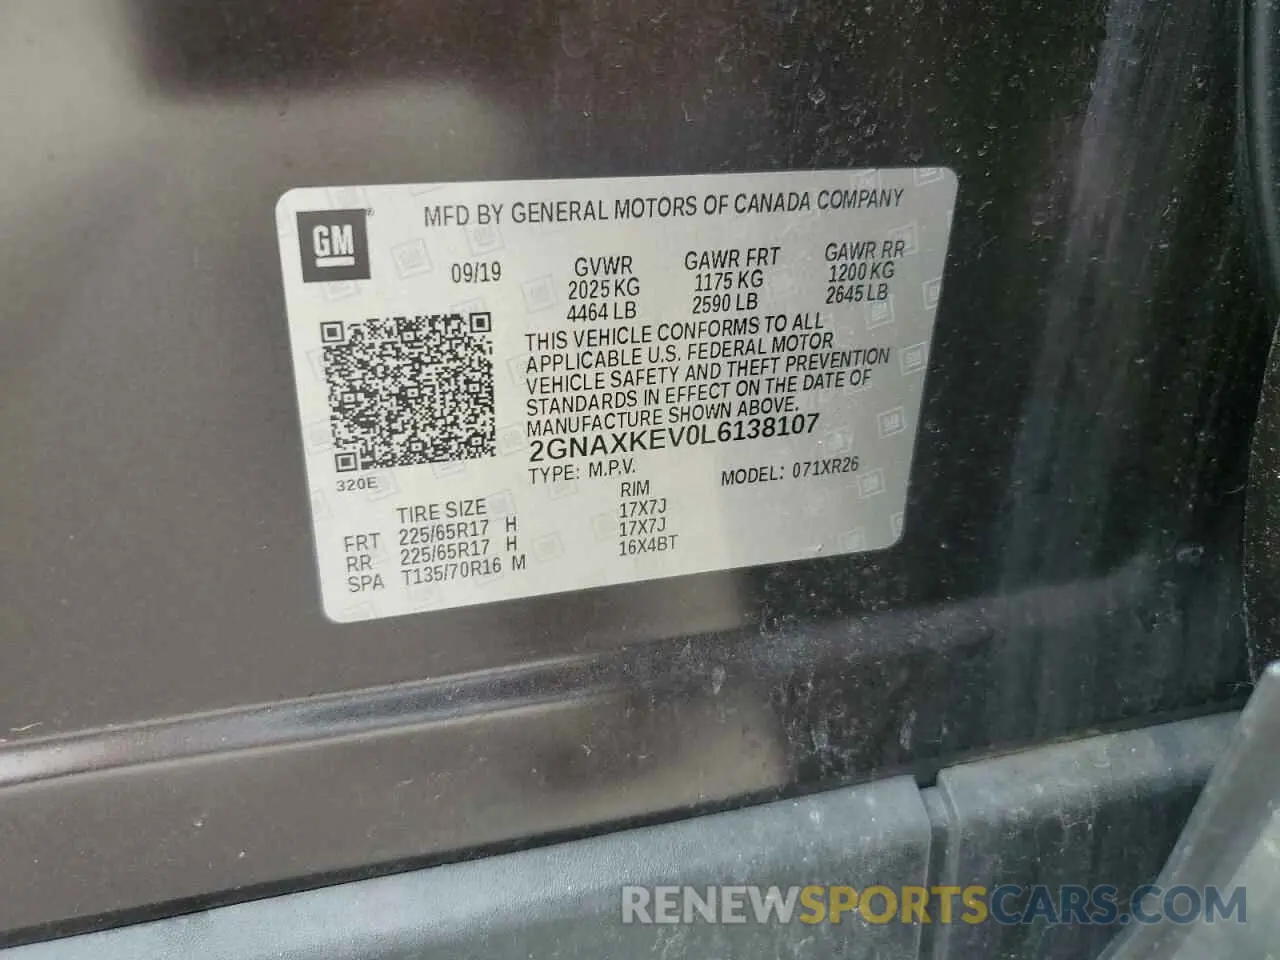 GM
MFD BY GENERAL MOTORS OF CANADA COMPANY
09/19
GVWR
2025 KG
4464 LB
GAWR FRT
1175 KG
2590 LB
GAWR RR
1200 KG
2645 LB
THIS VEHICLE CONFORMS TO ALL
APPLICABLE U.S. FEDERAL MOTOR
VEHICLE SAFETY AND THEFT PREVENTION
STANDARDS IN EFFECT ON THE DATE OF
MANUFACTURE SHOWN ABOVE.
2GNAXKEV0L6138107
TYPE: M.P.V. MODEL: 071XR26
320E
TIRE SIZE RIM
FRT 225/65R17 H 17X7J
RR 225/65R17 H 17X7J
SPA T135/70R16 M 16X4BT
RENEWSPORTSCARS.COM